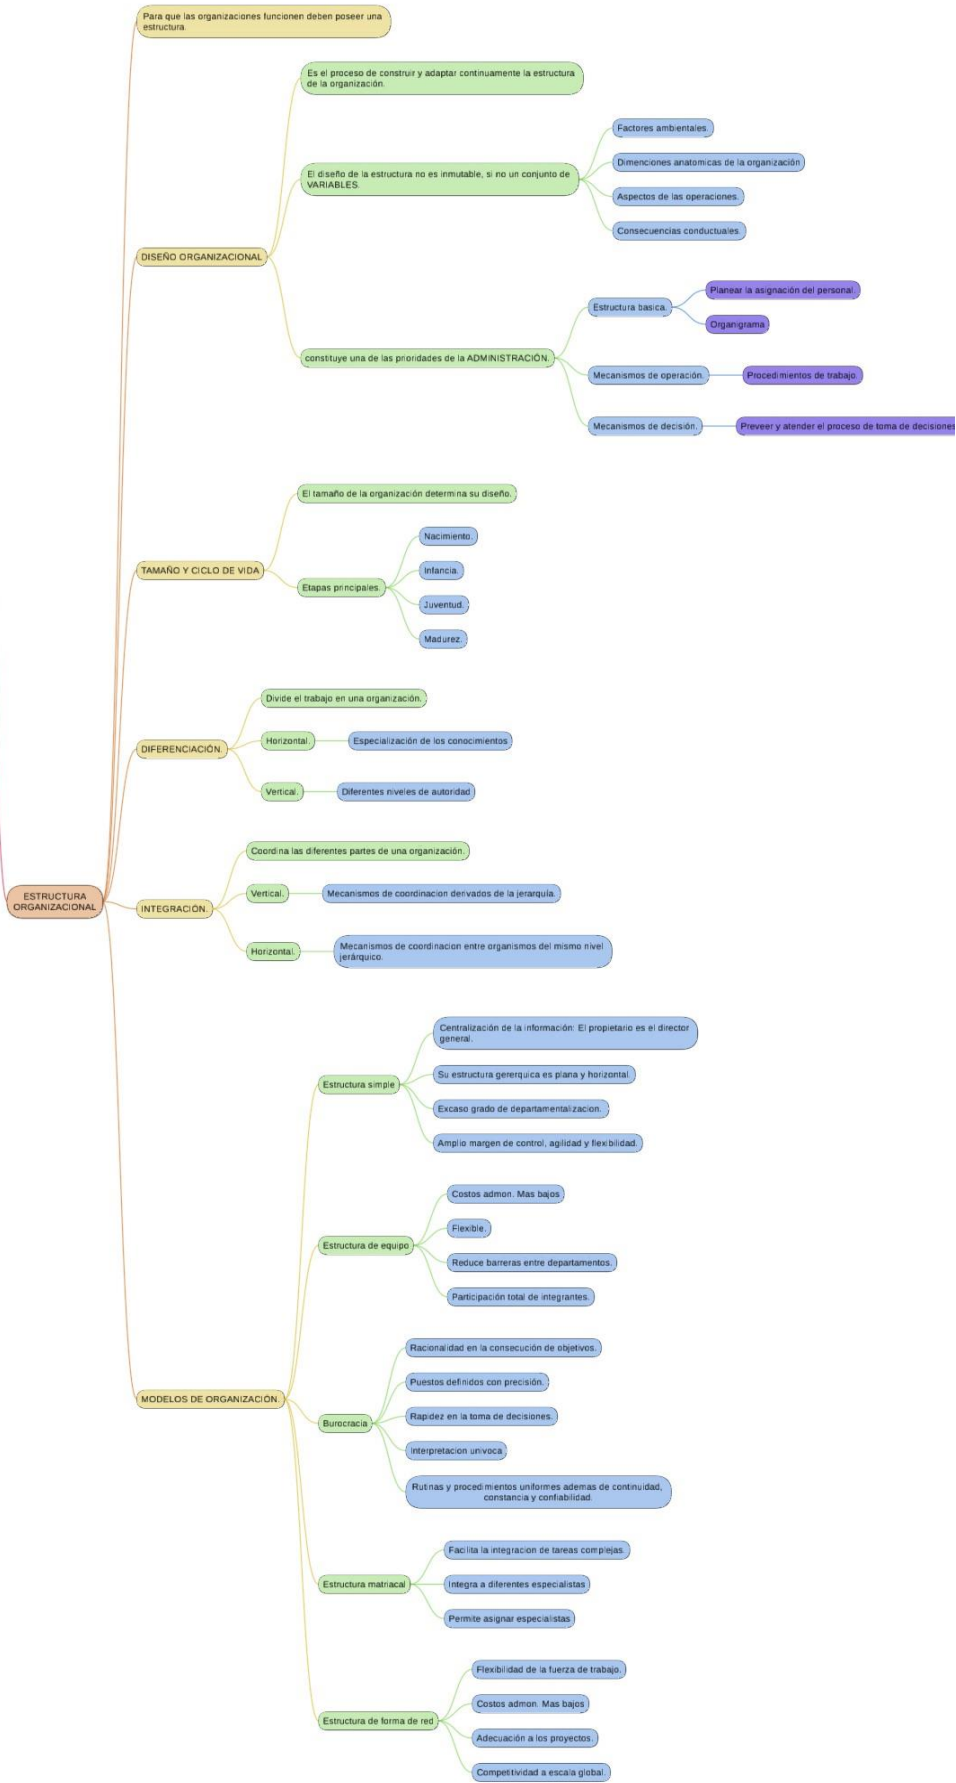 Para que las organizaciones funcionen deben poseer una
estructura.
Es el proceso de construir y adaptar continuamente la estructura
de la organización.
El diseño de la estructura no es inmutable, si no un conjunto de
VARIABLES.
Factores ambientales.
Dimenciones anatomicas de la organización
Aspectos de las operaciones.
Consecuencias conductuales.
DISEÑO ORGANIZACIONAL
constituye una de las prioridades de la ADMINISTRACIÓN.
Estructura basica.
Planear la asignación del personal.
Organigrama
Mecanismos de operación.
Procedimientos de trabajo.
Mecanismos de decisión.
Preveer y atender el proceso de toma de decisiones
TAMAÑO Y CICLO DE VIDA
El tamaño de la organización determina su diseño.
Etapas principales.
Nacimiento.
Infancia.
Juventud.
Madurez.
DIFERENCIACIÓN.
Divide el trabajo en una organización.
Horizontal.
Especialización de los conocimientos
Vertical.
Diferentes niveles de autoridad
ESTRUCTURA
ORGANIZACIONAL
INTEGRACIÓN.
Coordina las diferentes partes de una organización.
Vertical.
Mecanismos de coordinacion derivados de la jerarquía.
Horizontal.
Mecanismos de coordinacion entre organismos del mismo nivel
jerárquico.
MODELOS DE ORGANIZACIÓN.
Estructura simple
Centralización de la información: El propietario es el director
general.
Su estructura gererquica es plana y horizontal.
Excaso grado de departamentalizacion.
Amplio margen de control, agilidad y flexibilidad.
Estructura de equipo
Costos admon. Mas bajos
Flexible.
Reduce barreras entre departamentos.
Participación total de integrantes.
Burocracia
Racionalidad en la consecución de objetivos.
Puestos definidos con precisión.
Rapidez en la toma de decisiones.
Interpretacion univoca
Rutinas y procedimientos uniformes ademas de continuidad,
constancia y confiabilidad.
Estructura matriacal
Facilita la integracion de tareas complejas.
Integra a diferentes especialistas
Permite asignar especialistas
Estructura de forma de red
Flexibilidad de la fuerza de trabajo.
Costos admon. Mas bajos
Adecuación a los proyectos.
Competitividad a escala global.